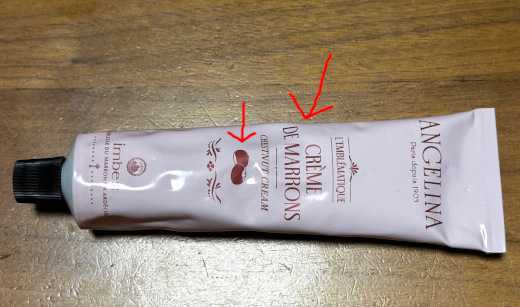 ANGELINA
Paris depuis 1903
L'EMBLÉMATIQUE
CRÈME
DE MARRONS
CHESTNUT CREAM
imbert